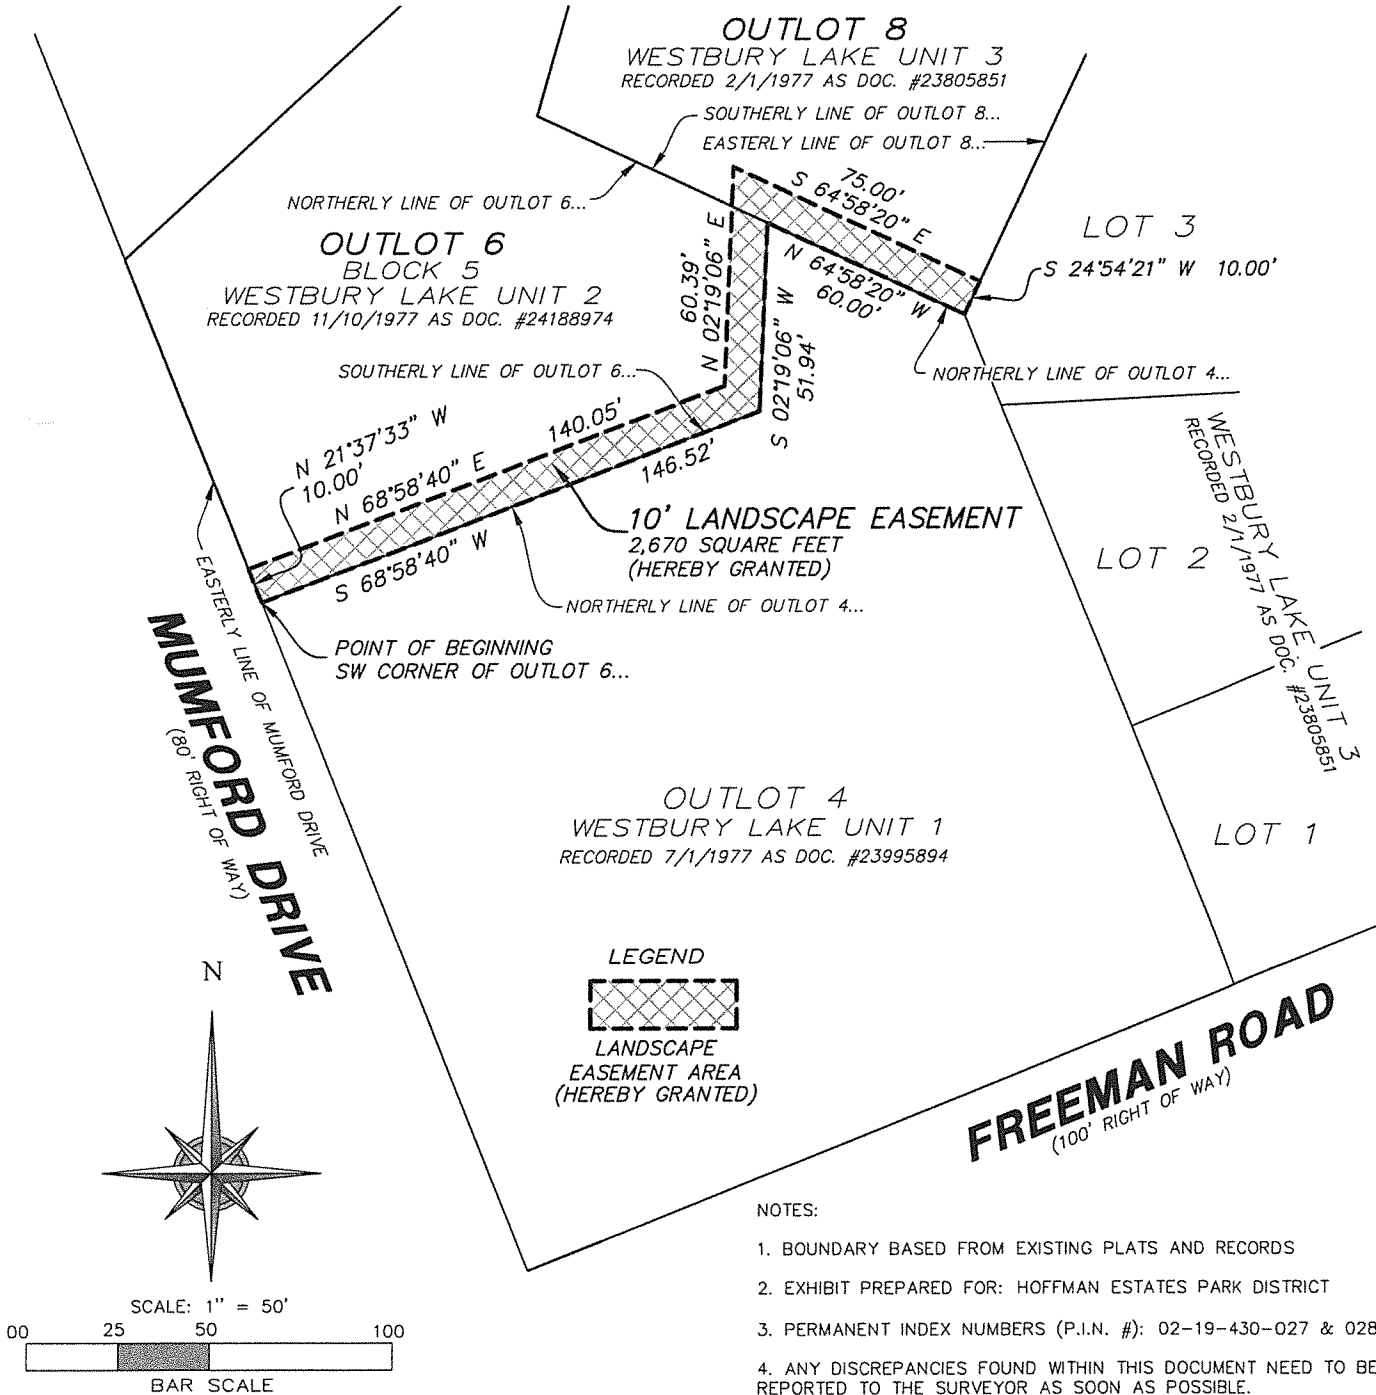 OUTLOT 8
WESTBURY LAKE UNIT 3
RECORDED 2/1/1977 AS DOC. #23805851
SOUTHERLY LINE OF OUTLOT 8...
EASTERLY LINE OF OUTLOT 8...
NORTHERLY LINE OF OUTLOT 6...
75.00'
S 64°58'20" E
LOT 3
S 24°54'21" W 10.00'
OUTLOT 6
BLOCK 5
WESTBURY LAKE UNIT 2
RECORDED 11/10/1977 AS DOC. #24188974
60.39'
N 02°19'06" E
N 64°58'20" W
60.00'
S 02°19'06" W
51.94'
NORTHERLY LINE OF OUTLOT 4...
SOUTHERLY LINE OF OUTLOT 6...
N 21°37'33" W
10.00'
140.05'
N 68°58'40" E
146.52'
S 68°58'40" W
10' LANDSCAPE EASEMENT
2,670 SQUARE FEET
(HEREBY GRANTED)
NORTHERLY LINE OF OUTLOT 4...
POINT OF BEGINNING
SW CORNER OF OUTLOT 6...
EASTERLY LINE OF MUMFORD DRIVE
MUMFORD DRIVE
(80' RIGHT OF WAY)
LOT 2
WESTBURY LAKE UNIT 3
RECORDED 2/1/1977 AS DOC. #23805851
LOT 1
OUTLOT 4
WESTBURY LAKE UNIT 1
RECORDED 7/1/1977 AS DOC. #23995894
LEGEND
LANDSCAPE
EASEMENT AREA
(HEREBY GRANTED)
FREEMAN ROAD
(100' RIGHT OF WAY)
N
SCALE: 1" = 50'
00 25 50 100
BAR SCALE
NOTES:
1. BOUNDARY BASED FROM EXISTING PLATS AND RECORDS
2. EXHIBIT PREPARED FOR: HOFFMAN ESTATES PARK DISTRICT
3. PERMANENT INDEX NUMBERS (P.I.N. #): 02-19-430-027 & 028
4. ANY DISCREPANCIES FOUND WITHIN THIS DOCUMENT NEED TO BE
REPORTED TO THE SURVEYOR AS SOON AS POSSIBLE.